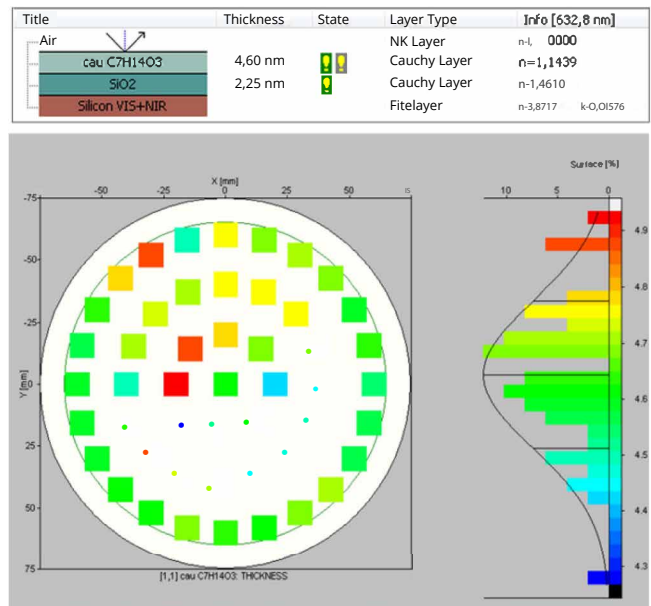 Title Thickness State Layer Type Info [632,8 nm]
Air NK Layer n-l, 0000
cau C7H14O3 4,60 nm Cauchy Layer n=1,1439
SiO2 2,25 nm Cauchy Layer n-1,4610
Silicon VIS+NIR Fitelayer n-3,8717 k-O,Ol576
Surface [%]
X [mm]
-75 -50 -25 0 25 50 75
10 5 0
-50
-25
Y [mm]
0
25
50
75
4.9
4.8
4.7
4.6
4.5
4.4
4.3
[1,1] cau C7H14O3: THICKNESS